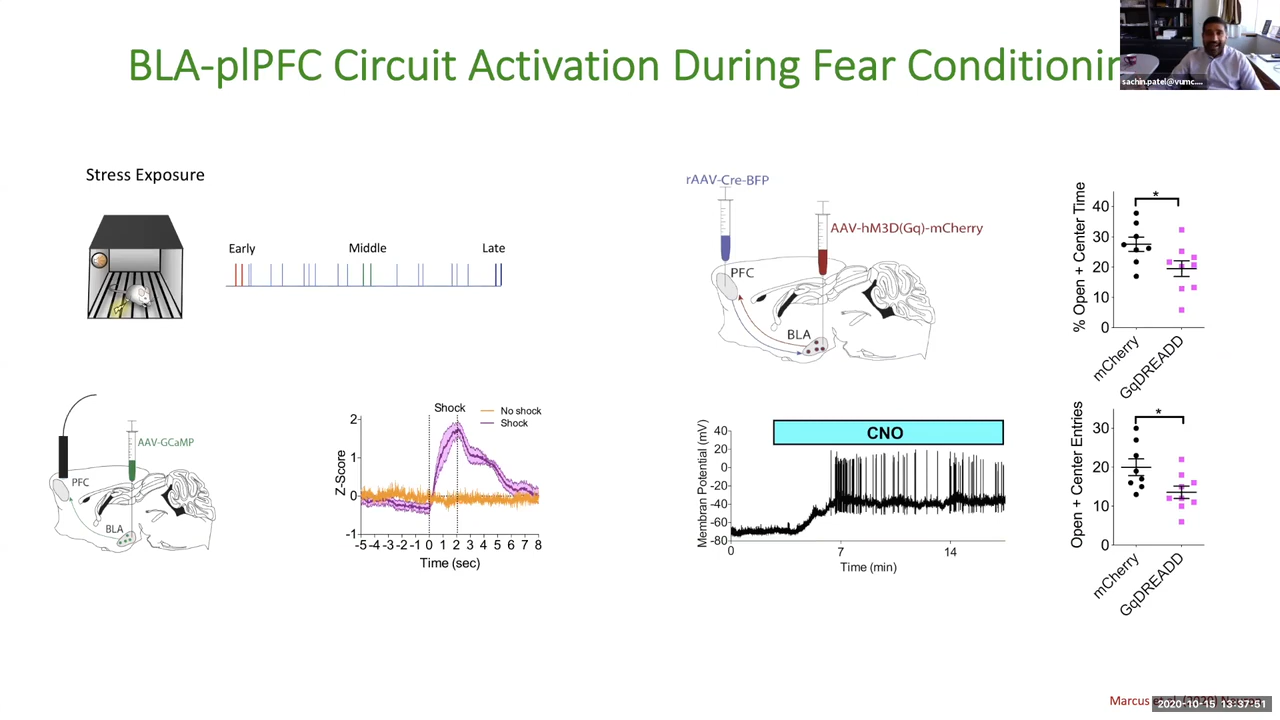 BLA-plPFC Circuit Activation During Fear Conditionin
sachin.patel@vumc....
Stress Exposure
Early
Middle
Late
AAV-GCaMP
PFC
BLA
Shock
No shock
Shock
Z-Score
2
1
0
-1
-5 -4 -3 -2 -1 0 1 2 3 4 5 6 7 8
Time (sec)
rAAV-Cre-BFP
AAV-hM3D(Gq)-mCherry
PFC
BLA
CNO
Membran Potential (mV)
40
20
0
-20
-40
-60
-80
0 7 14
Time (min)
% Open + Center Time
40
30
20
10
0
*
mCherry
GqDREADD
Open + Center Entries
30
20
10
0
*
mCherry
GqDREADD
Marcus
2020-10-15 13:37:51